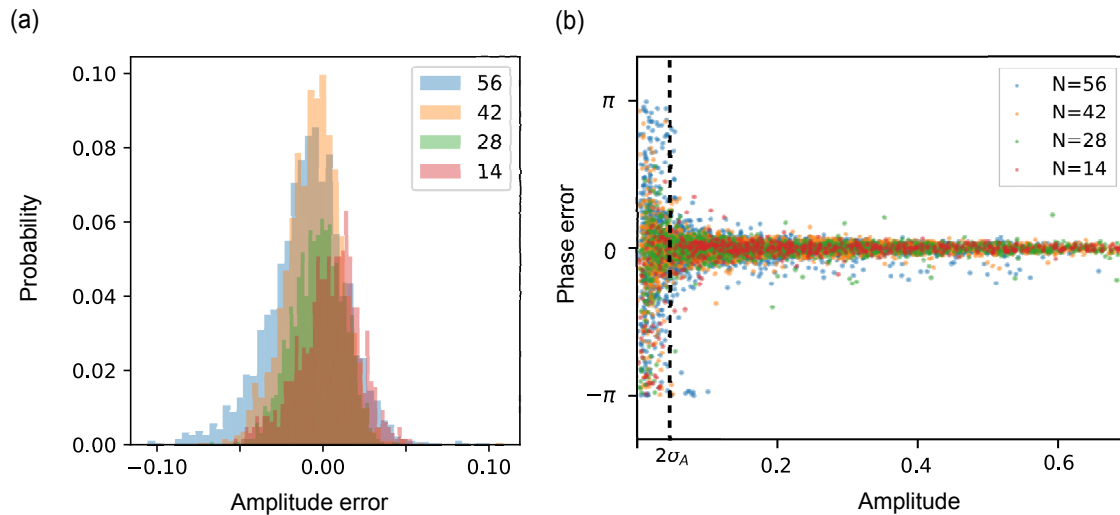 (a)
0.10
0.08
0.06
0.04
0.02
0.00
Probability
−0.10
0.00
0.10
Amplitude error
56
42
28
14
(b)
π
0
−π
Phase error
2σ_A
0.2
0.4
0.6
Amplitude
N=56
N=42
N=28
N=14